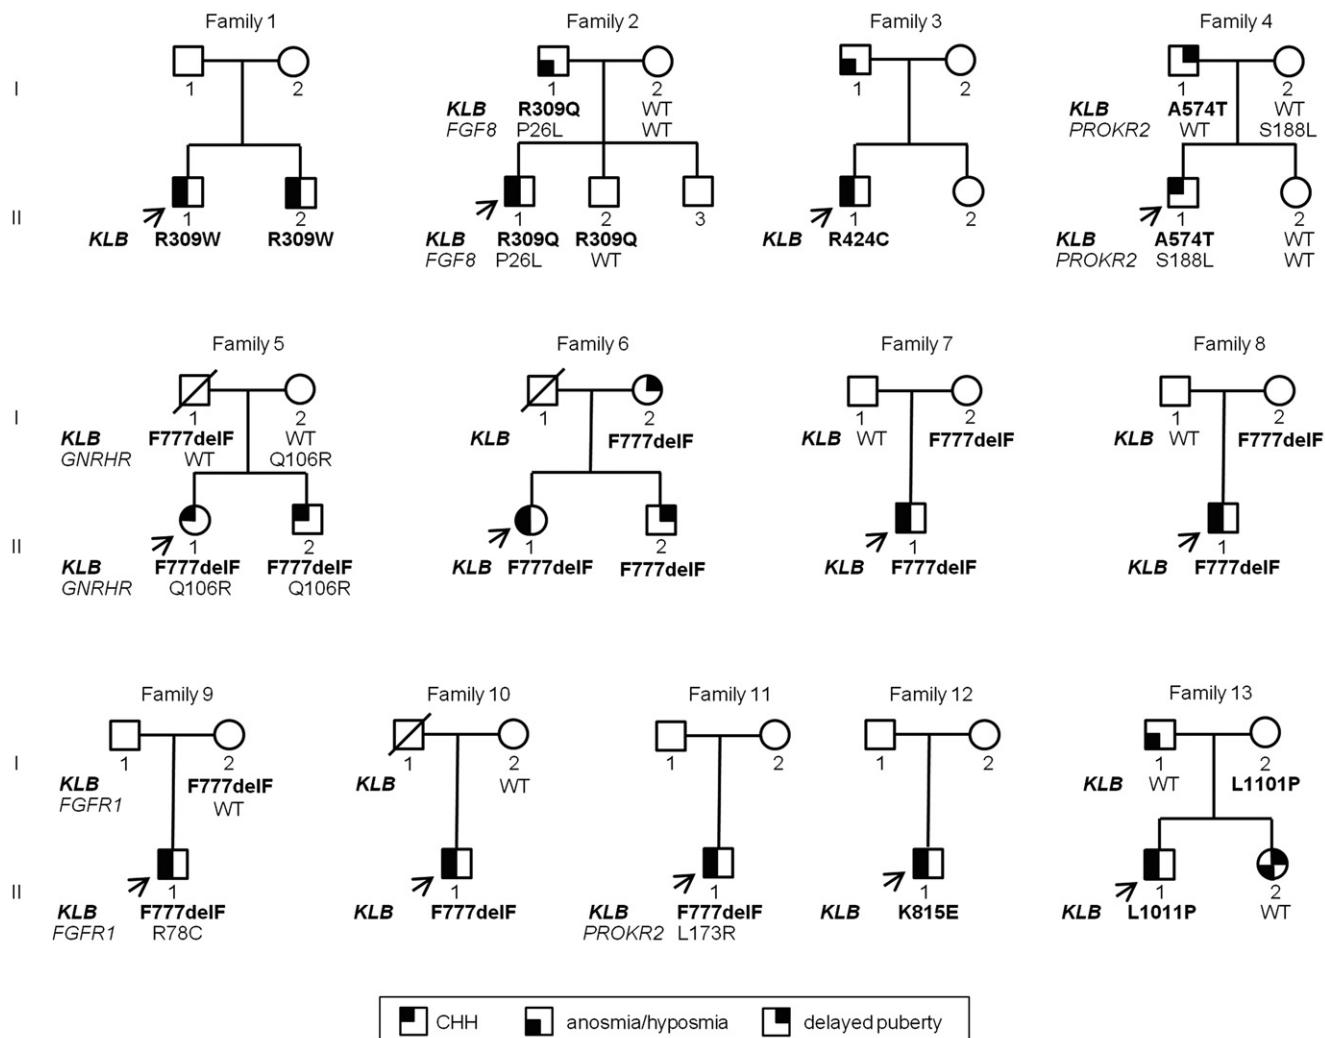 Family 1 Family 2 Family 3 Family 4
I
1 2 1 2 1 2 1 2
KLB R309Q WT KLB A574T WT
FGF8 P26L WT PROKR2 WT S188L
II
1 2 1 2 3 1 2 1 2
KLB R309W R309W KLB R309Q R309Q KLB R424C KLB A574T WT
FGF8 P26L WT PROKR2 S188L WT
Family 5 Family 6 Family 7 Family 8
I
1 2 1 2 1 2 1 2
KLB F777delF WT KLB F777delF KLB WT F777delF KLB WT F777delF
GNRHR WT Q106R
II
1 2 1 2 1 1
KLB F777delF F777delF KLB F777delF F777delF KLB F777delF KLB F777delF
GNRHR Q106R Q106R
Family 9 Family 10 Family 11 Family 12 Family 13
I
1 2 1 2 1 2 1 2 1 2
KLB F777delF KLB WT KLB WT L1101P
FGFR1 WT
II
1 1 1 1 1 2
KLB F777delF KLB F777delF KLB F777delF KLB K815E KLB L1011P WT
FGFR1 R78C PROKR2 L173R
CHH anosmia/hyposmia delayed puberty